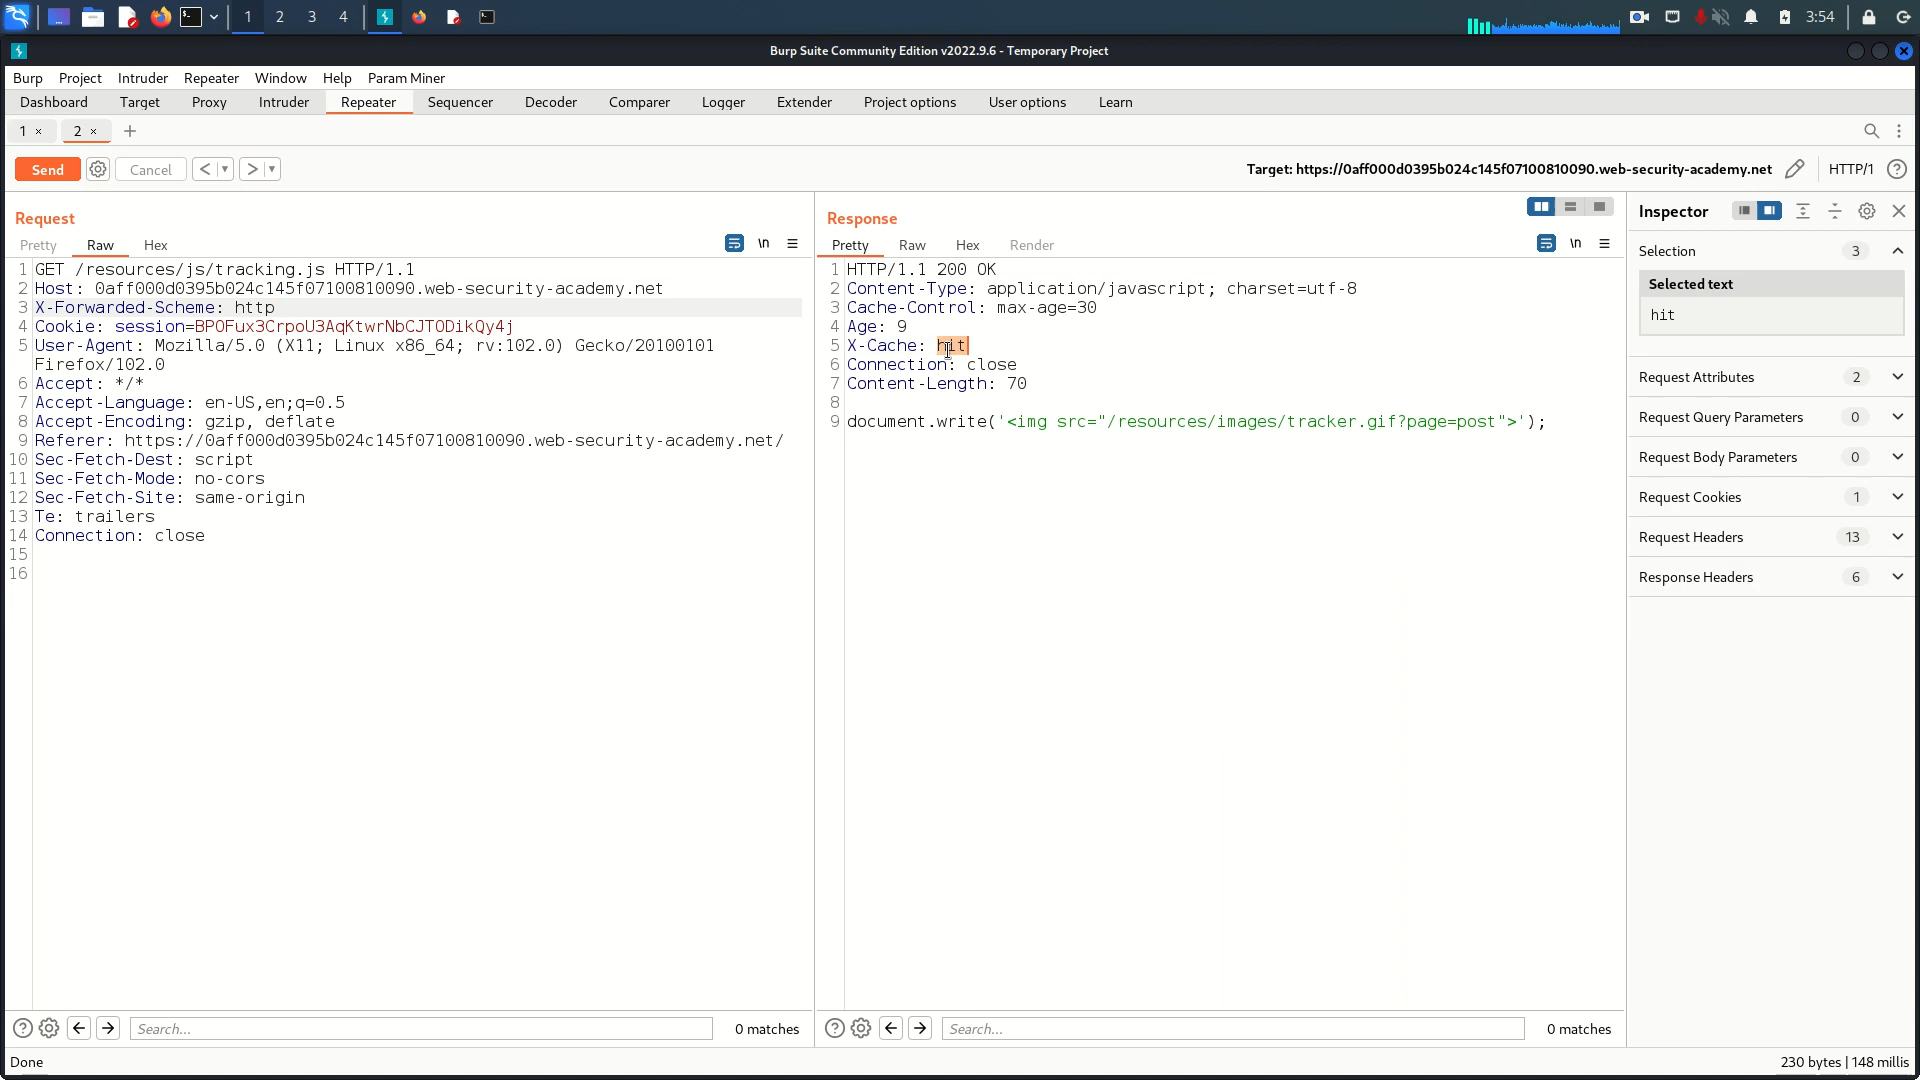 1 2 3 4 3:54
Burp Suite Community Edition v2022.9.6 - Temporary Project
Burp Project Intruder Repeater Window Help Param Miner
Dashboard Target Proxy Intruder Repeater Sequencer Decoder Comparer Logger Extender Project options User options Learn
1 × 2 × +
Send Cancel < > Target: https://0aff000d0395b024c145f07100810090.web-security-academy.net HTTP/1
Request
Pretty Raw Hex \n
1 GET /resources/js/tracking.js HTTP/1.1
2 Host: 0aff000d0395b024c145f07100810090.web-security-academy.net
3 X-Forwarded-Scheme: http
4 Cookie: session=BPOFux3CrpoU3AqKtwrNbCJTODikQy4j
5 User-Agent: Mozilla/5.0 (X11; Linux x86_64; rv:102.0) Gecko/20100101
Firefox/102.0
6 Accept: */*
7 Accept-Language: en-US,en;q=0.5
8 Accept-Encoding: gzip, deflate
9 Referer: https://0aff000d0395b024c145f07100810090.web-security-academy.net/
10 Sec-Fetch-Dest: script
11 Sec-Fetch-Mode: no-cors
12 Sec-Fetch-Site: same-origin
13 Te: trailers
14 Connection: close
15
16
Search... 0 matches
Response
Pretty Raw Hex Render \n
1 HTTP/1.1 200 OK
2 Content-Type: application/javascript; charset=utf-8
3 Cache-Control: max-age=30
4 Age: 9
5 X-Cache: hit
6 Connection: close
7 Content-Length: 70
8
9 document.write('<img src="/resources/images/tracker.gif?page=post">');
Search... 0 matches
Inspector
Selection 3
Selected text
hit
Request Attributes 2
Request Query Parameters 0
Request Body Parameters 0
Request Cookies 1
Request Headers 13
Response Headers 6
Done 230 bytes | 148 millis